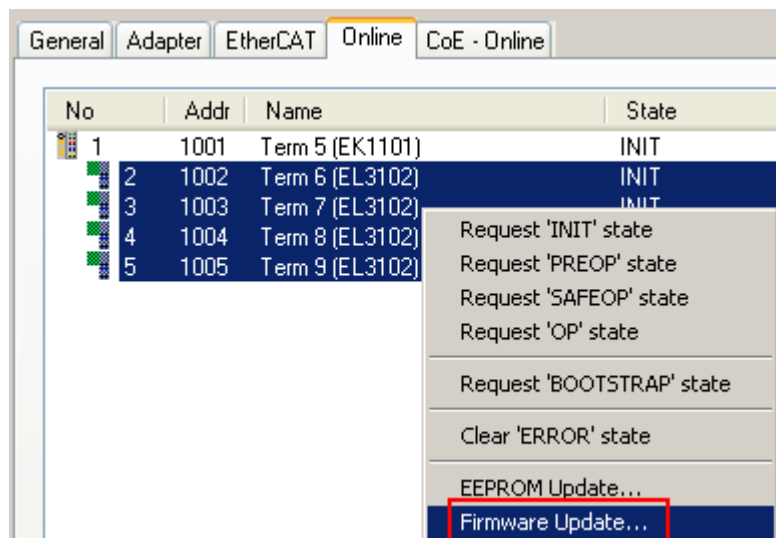 General Adapter EtherCAT Online CoE - Online
No Addr Name State
1 1001 Term 5 (EK1101) INIT
2 1002 Term 6 (EL3102) INIT
3 1003 Term 7 (EL3102) INIT
4 1004 Term 8 (EL3102)
5 1005 Term 9 (EL3102)
Request 'INIT' state
Request 'PREOP' state
Request 'SAFEOP' state
Request 'OP' state
Request 'BOOTSTRAP' state
Clear 'ERROR' state
EEPROM Update...
Firmware Update...